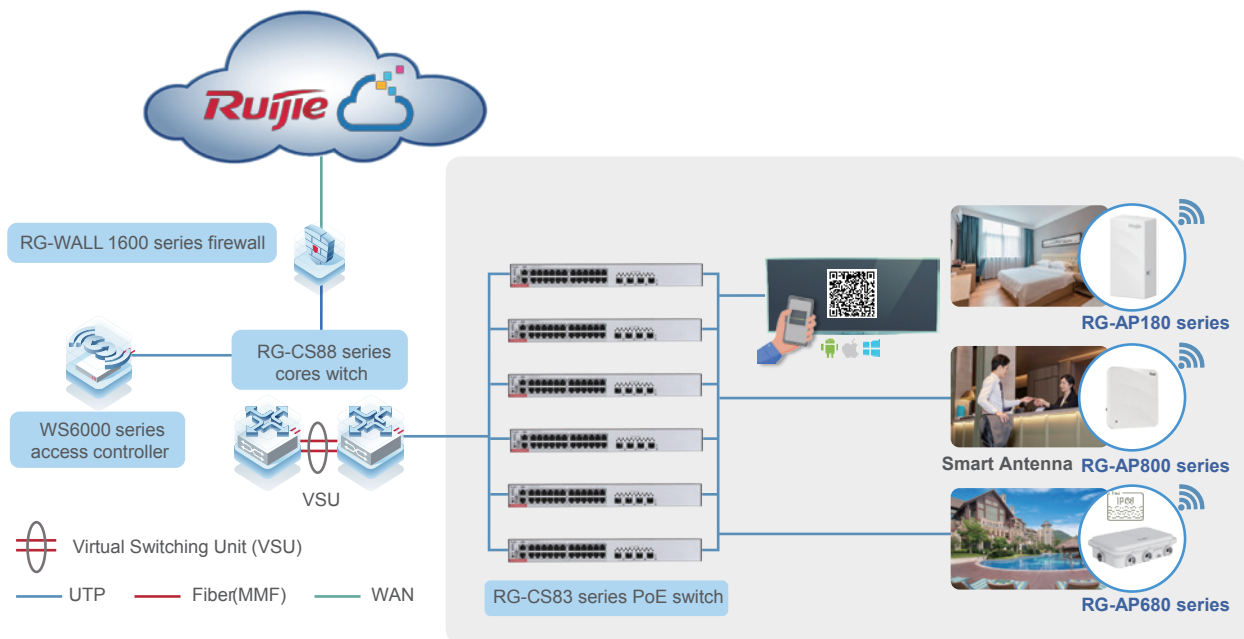 Ruijie
RG-WALL 1600 series firewall
RG-CS88 series
cores witch
WS6000 series
access controller
VSU
Virtual Switching Unit (VSU)
UTP
Fiber(MMF)
WAN
RG-CS83 series PoE switch
RG-AP180 series
Smart Antenna
RG-AP800 series
IP68
RG-AP680 series